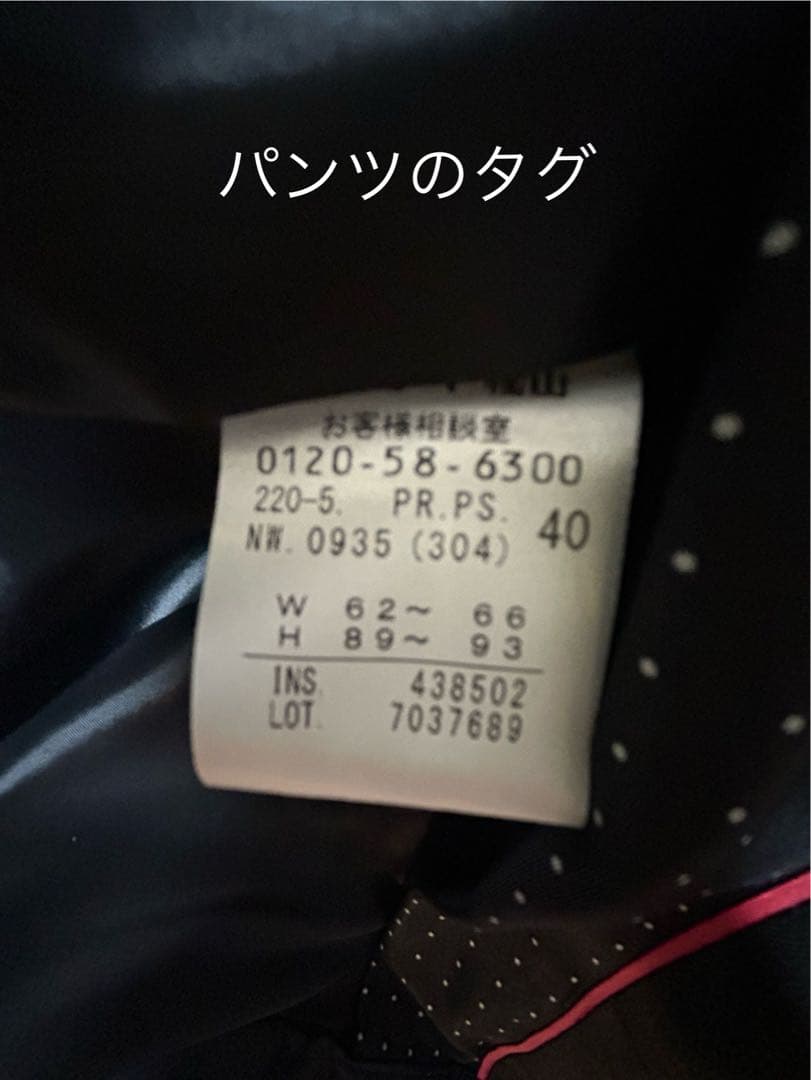 パンツのタグ
お客様相談室
0120-58-6300
220-5. PR.PS. 40
NW. 0935 (304)
W 62～ 66
H 89～ 93
INS. 438502
LOT. 7037689